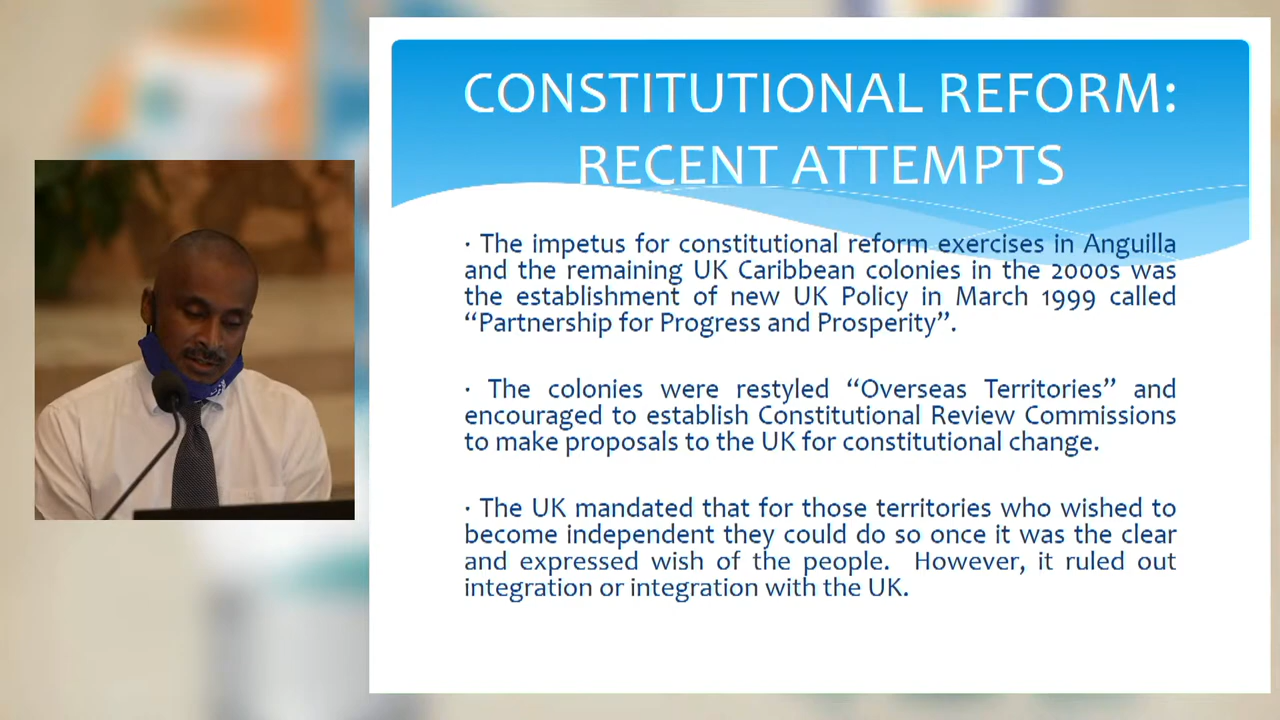 CONSTITUTIONAL REFORM:
RECENT ATTEMPTS
· The impetus for constitutional reform exercises in Anguilla
and the remaining UK Caribbean colonies in the 2000s was
the establishment of new UK Policy in March 1999 called
“Partnership for Progress and Prosperity”.
· The colonies were restyled “Overseas Territories” and
encouraged to establish Constitutional Review Commissions
to make proposals to the UK for constitutional change.
· The UK mandated that for those territories who wished to
become independent they could do so once it was the clear
and expressed wish of the people. However, it ruled out
integration or integration with the UK.